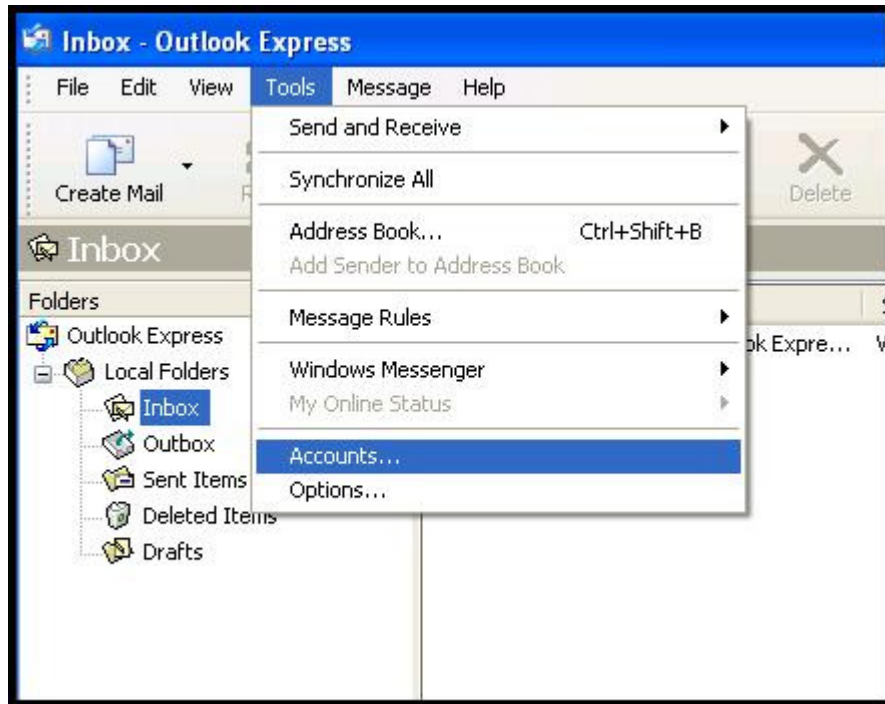 Inbox - Outlook Express
File Edit View Tools Message Help
Create Mail
Delete
Send and Receive
Synchronize All
Address Book... Ctrl+Shift+B
Add Sender to Address Book
Message Rules
Windows Messenger
My Online Status
Accounts...
Options...
Inbox
Folders
Outlook Express
Local Folders
Inbox
Outbox
Sent Items
Deleted Items
Drafts